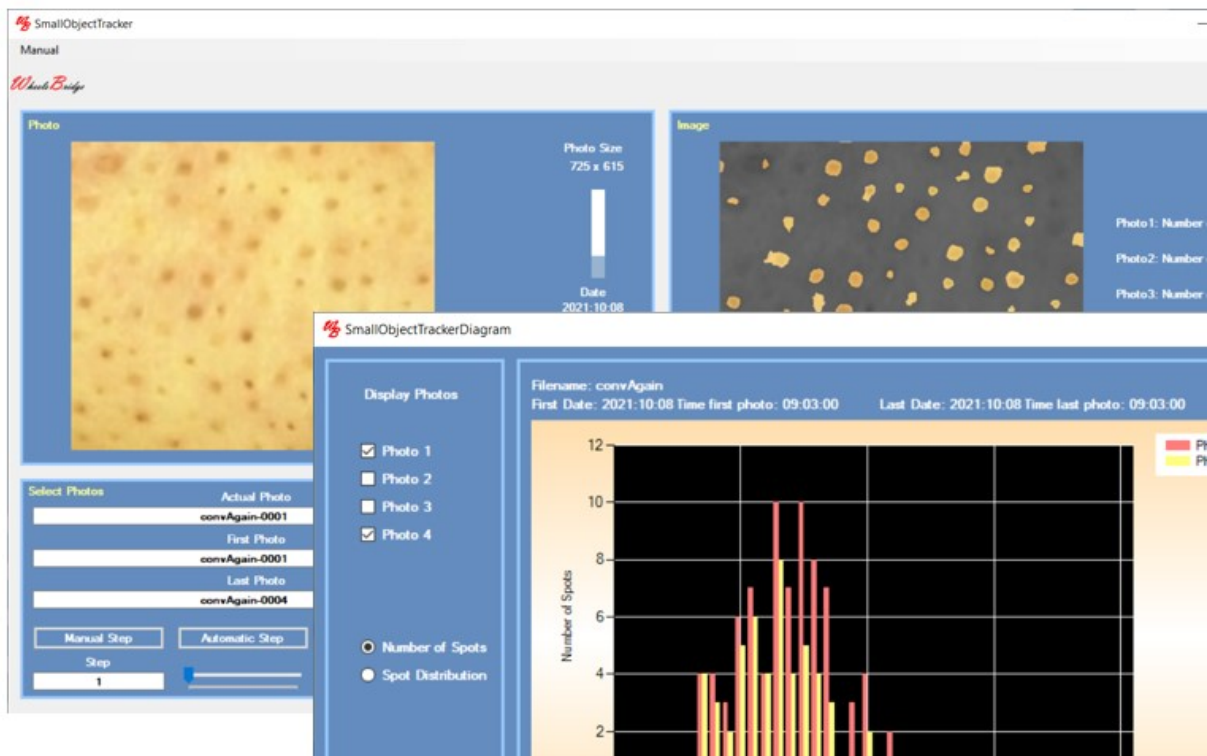 SmallObjectTracker
Manual
WheelsBridge
Photo
Photo Size
725 x 615
Date
2021:10:08
Image
Photo1: Number
Photo2: Number
Photo3: Number
Select Photos
Actual Photo
convAgain-0001
First Photo
convAgain-0001
Last Photo
convAgain-0004
Manual Step
Automatic Step
Step
1
SmallObjectTrackerDiagram
Display Photos
Photo 1
Photo 2
Photo 3
Photo 4
Number of Spots
Spot Distribution
Filename: convAgain
First Date: 2021:10:08 Time first photo: 09:03:00 Last Date: 2021:10:08 Time last photo: 09:03:00
12
10
8
6
4
2
Number of Spots